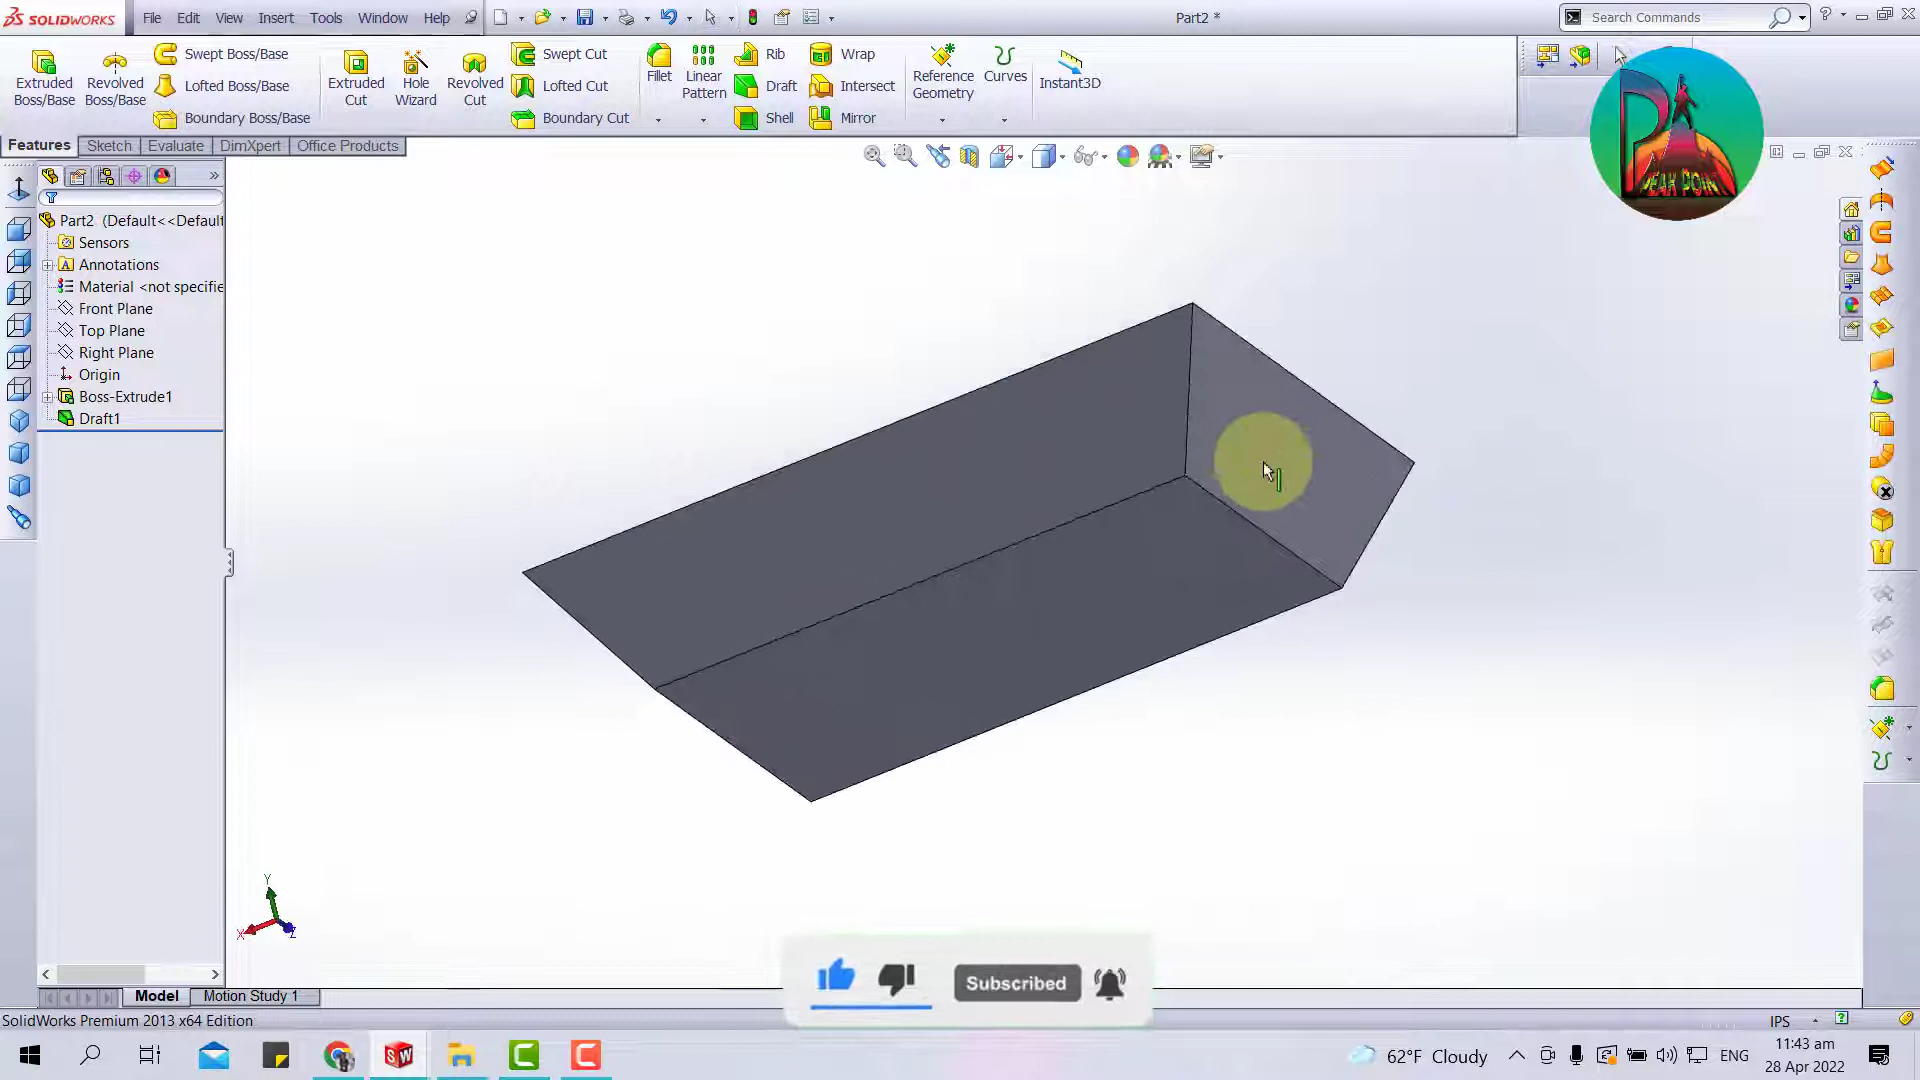 SOLIDWORKS File Edit View Insert Tools Window Help Part2 * Search Commands
Extruded Boss/Base
Revolved Boss/Base
Swept Boss/Base
Lofted Boss/Base
Boundary Boss/Base
Extruded Cut
Hole Wizard
Revolved Cut
Swept Cut
Lofted Cut
Boundary Cut
Fillet
Linear Pattern
Rib
Draft
Shell
Wrap
Intersect
Mirror
Reference Geometry
Curves
Instant3D
PEAK POINT
Features Sketch Evaluate DimXpert Office Products
Part2 (Default<<Default
Sensors
Annotations
Material <not specifie
Front Plane
Top Plane
Right Plane
Origin
Boss-Extrude1
Draft1
Y
X
Z
Subscribed
Model Motion Study 1
SolidWorks Premium 2013 x64 Edition IPS
62°F Cloudy ENG 11:43 am
28 Apr 2022